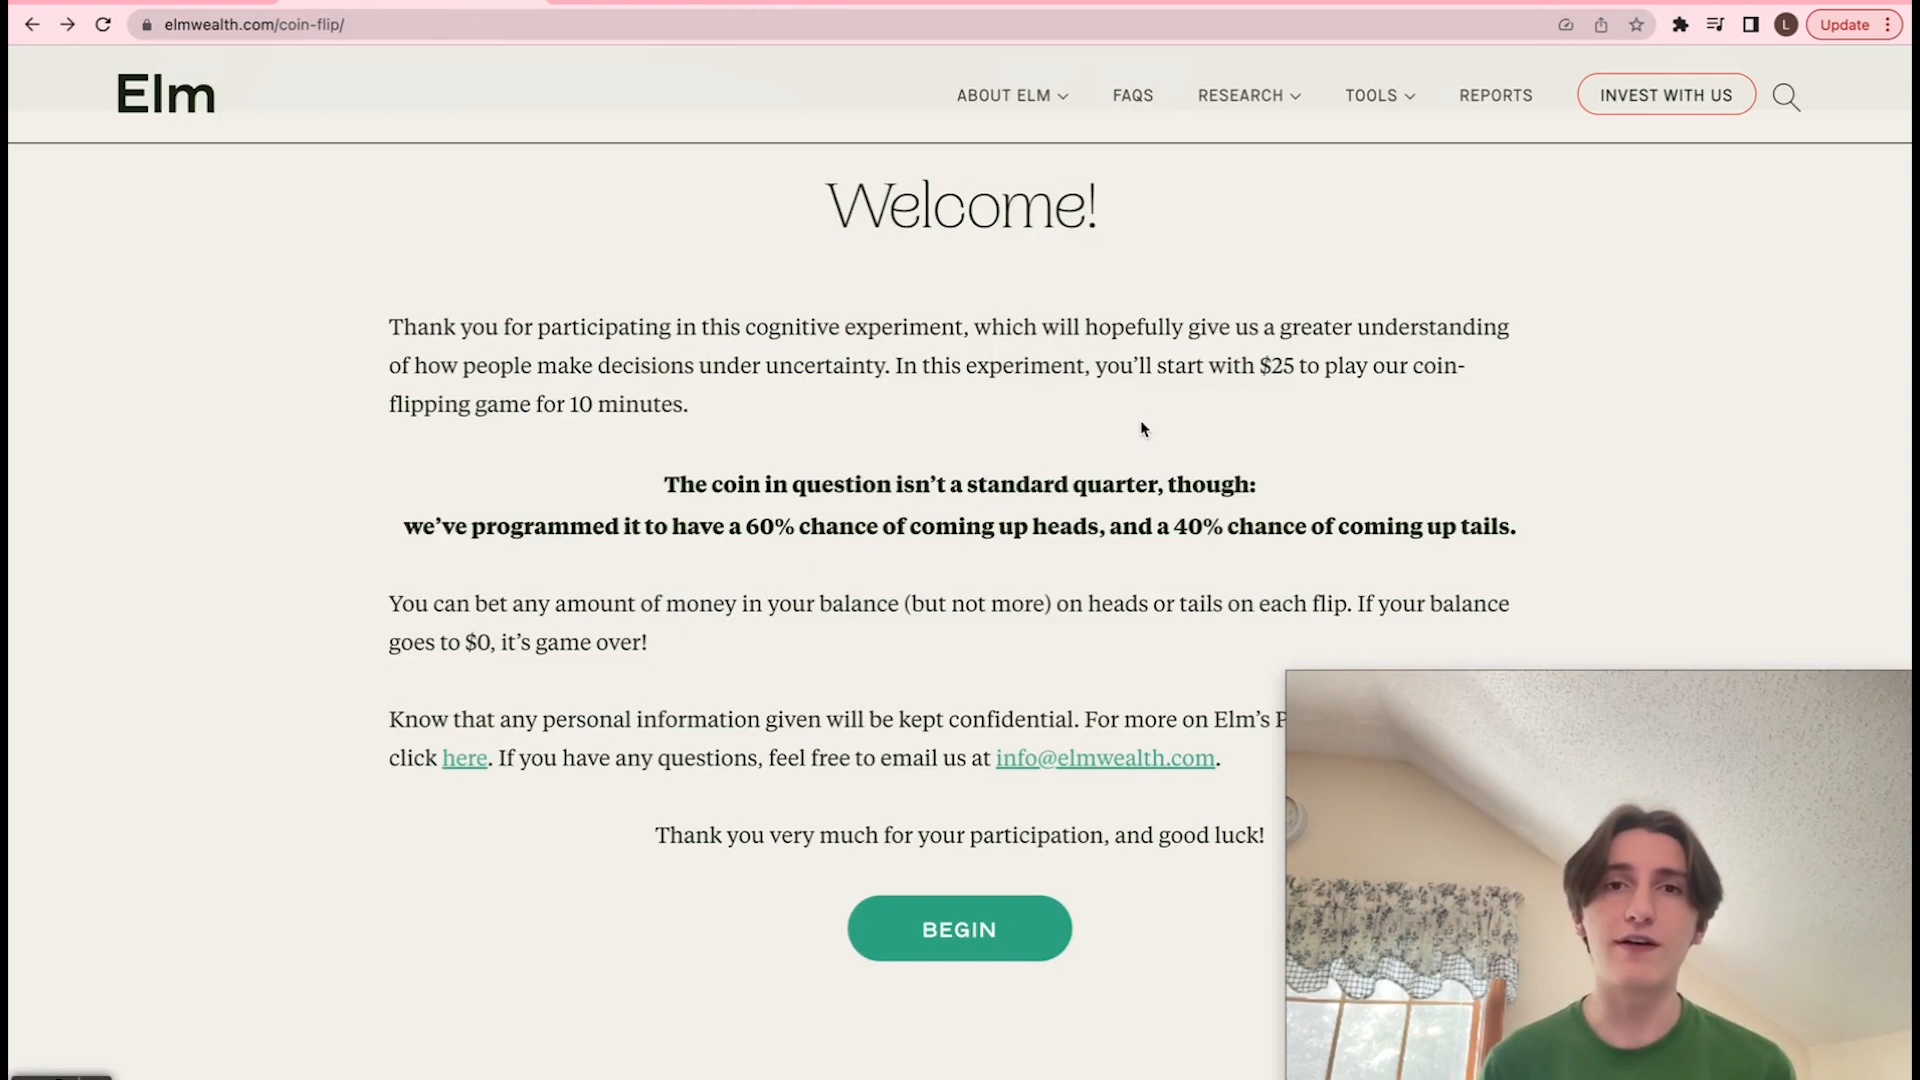 elmwealth.com/coin-flip/
L
Update
Elm
ABOUT ELM
FAQS
RESEARCH
TOOLS
REPORTS
INVEST WITH US
Welcome!
Thank you for participating in this cognitive experiment, which will hopefully give us a greater understanding
of how people make decisions under uncertainty. In this experiment, you’ll start with $25 to play our coin-
flipping game for 10 minutes.
The coin in question isn’t a standard quarter, though:
we’ve programmed it to have a 60% chance of coming up heads, and a 40% chance of coming up tails.
You can bet any amount of money in your balance (but not more) on heads or tails on each flip. If your balance
goes to $0, it’s game over!
Know that any personal information given will be kept confidential. For more on Elm’s P
click here. If you have any questions, feel free to email us at info@elmwealth.com.
Thank you very much for your participation, and good luck!
BEGIN